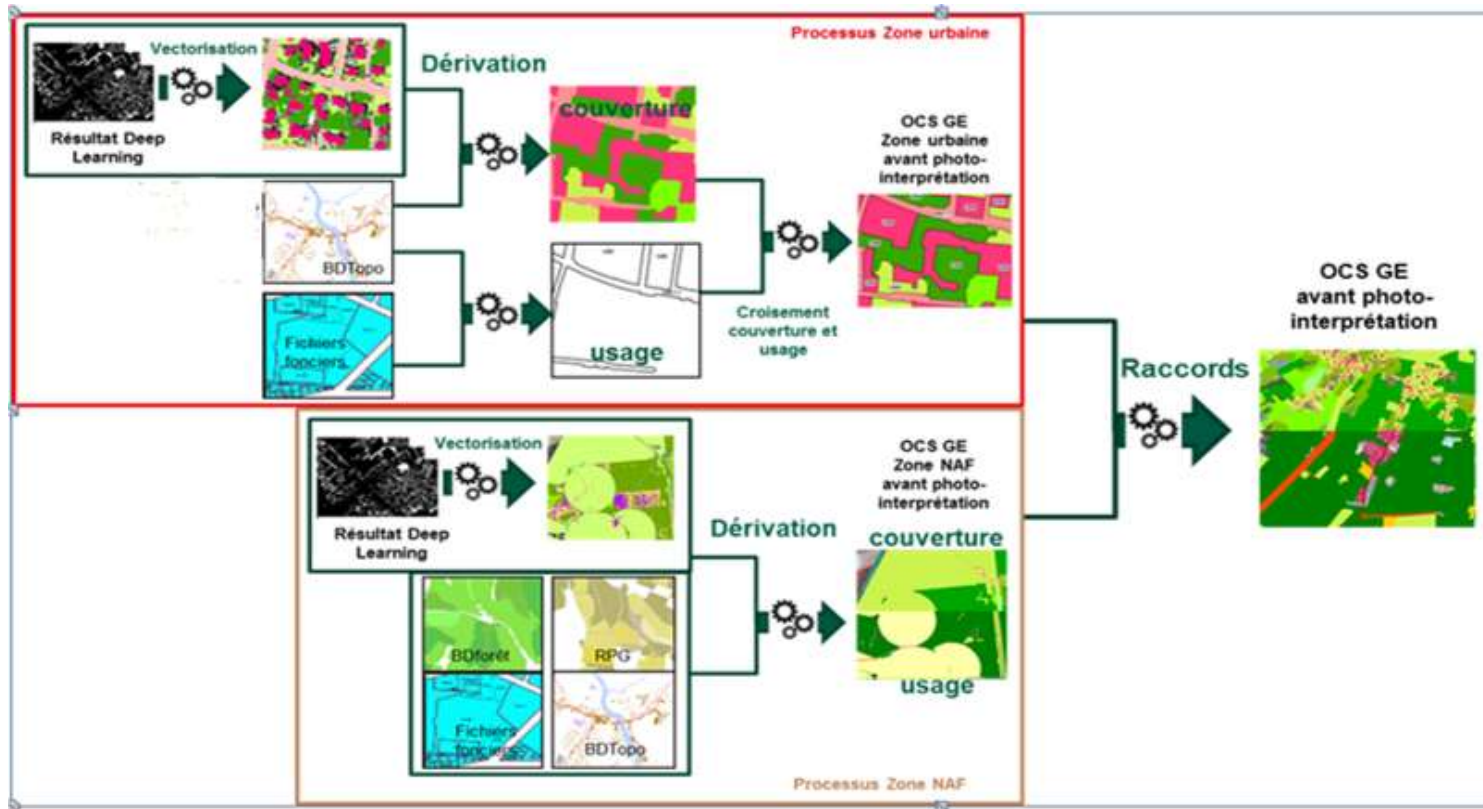 Processus Zone urbaine
Vectorisation
Résultat Deep
Learning
Dérivation
BDTopo
Fichiers
fonciers
couverture
usage
Croisement
couverture et
usage
OCS GE
Zone urbaine
avant photo-
interprétation
Vectorisation
Résultat Deep
Learning
BDforêt
RPG
Fichiers
fonciers
BDTopo
Dérivation
OCS GE
Zone NAF
avant photo-
interprétation
couverture
usage
Processus Zone NAF
Raccords
OCS GE
avant photo-
interprétation